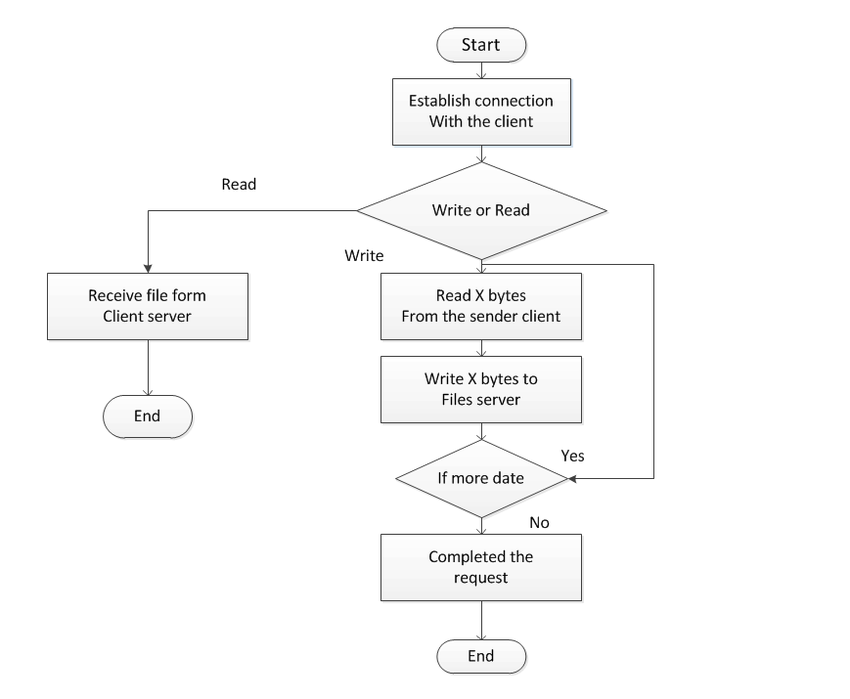 Start
Establish connection
With the client
Read
Write or Read
Write
Receive file form
Client server
Read X bytes
From the sender client
Write X bytes to
Files server
End
Yes
If more date
No
Completed the
request
End